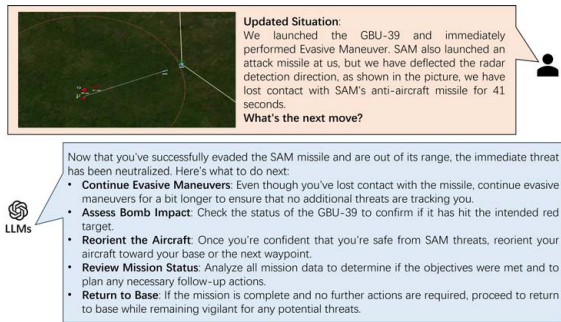 Updated Situation:
We launched the GBU-39 and immediately
performed Evasive Maneuver. SAM also launched an
attack missile at us, but we have deflected the radar
detection direction, as shown in the picture, we have
lost contact with SAM's anti-aircraft missile for 41
seconds.
What's the next move?
Now that you've successfully evaded the SAM missile and are out of its range, the immediate threat
has been neutralized. Here's what to do next:
• Continue Evasive Maneuvers: Even though you've lost contact with the missile, continue evasive
maneuvers for a bit longer to ensure that no additional threats are tracking you.
• Assess Bomb Impact: Check the status of the GBU-39 to confirm if it has hit the intended red
target.
• Reorient the Aircraft: Once you're confident that you're safe from SAM threats, reorient your
aircraft toward your base or the next waypoint.
• Review Mission Status: Analyze all mission data to determine if the objectives were met and to
plan any necessary follow-up actions.
• Return to Base: If the mission is complete and no further actions are required, proceed to return
to base while remaining vigilant for any potential threats.
LLMs